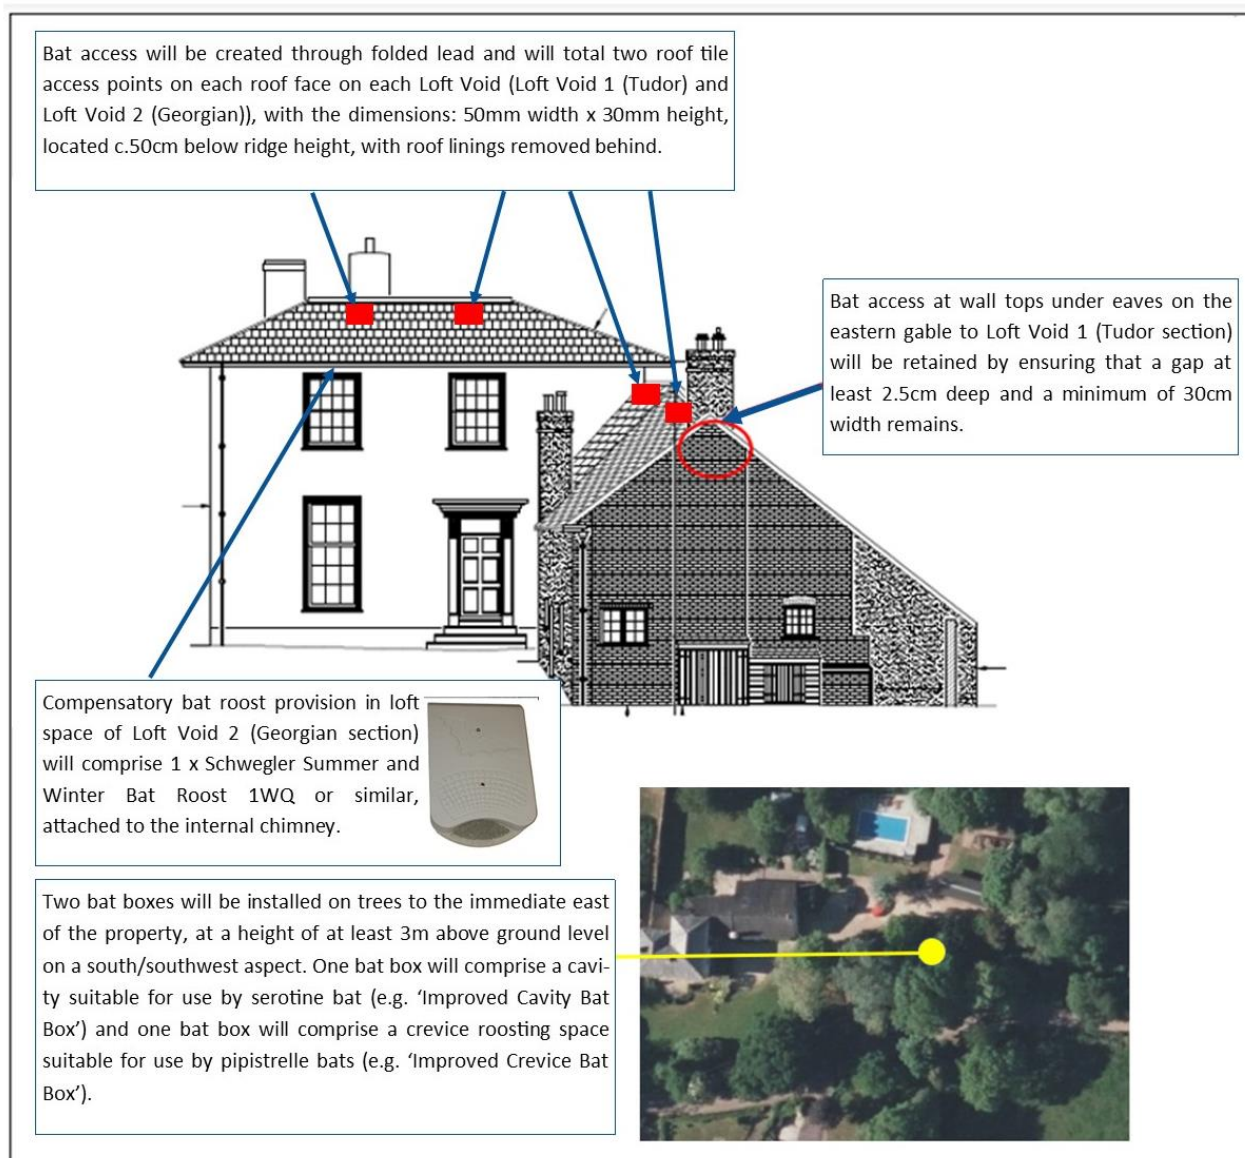 Bat access will be created through folded lead and will total two roof tile
access points on each roof face on each Loft Void (Loft Void 1 (Tudor) and
Loft Void 2 (Georgian)), with the dimensions: 50mm width x 30mm height,
located c.50cm below ridge height, with roof linings removed behind.
Bat access at wall tops under eaves on the
eastern gable to Loft Void 1 (Tudor section)
will be retained by ensuring that a gap at
least 2.5cm deep and a minimum of 30cm
width remains.
Compensatory bat roost provision in loft
space of Loft Void 2 (Georgian section)
will comprise 1 x Schwegler Summer and
Winter Bat Roost 1WQ or similar,
attached to the internal chimney.
Two bat boxes will be installed on trees to the immediate east
of the property, at a height of at least 3m above ground level
on a south/southwest aspect. One bat box will comprise a cavi-
ty suitable for use by serotine bat (e.g. ‘Improved Cavity Bat
Box’) and one bat box will comprise a crevice roosting space
suitable for use by pipistrelle bats (e.g. ‘Improved Crevice Bat
Box’).